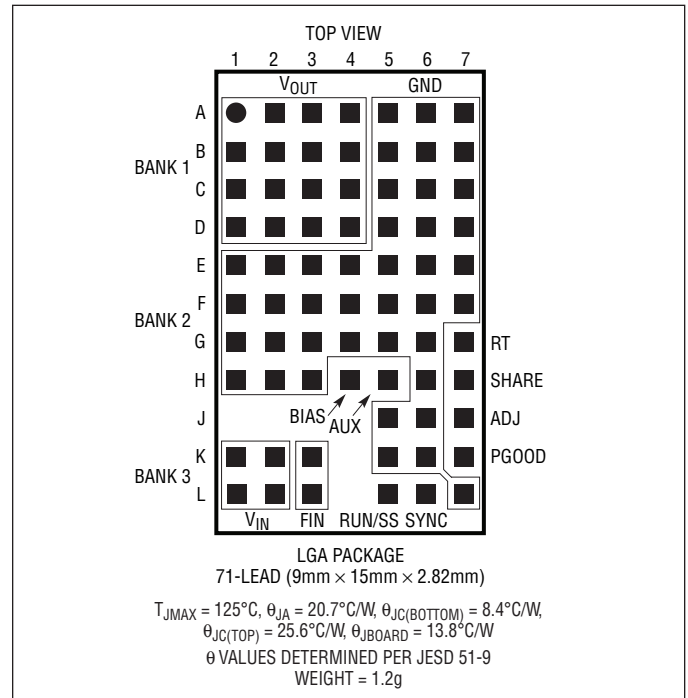 TOP VIEW
1 2 3 4 5 6 7
VOUT GND
A
B
BANK 1
C
D
E
F
BANK 2
G RT
H SHARE
BIAS AUX
J ADJ
K PGOOD
BANK 3
L
VIN FIN RUN/SS SYNC
LGA PACKAGE
71-LEAD (9mm × 15mm × 2.82mm)
TJMAX = 125°C, θJA = 20.7°C/W, θJC(BOTTOM) = 8.4°C/W,
θJC(TOP) = 25.6°C/W, θJBOARD = 13.8°C/W
θ VALUES DETERMINED PER JESD 51-9
WEIGHT = 1.2g